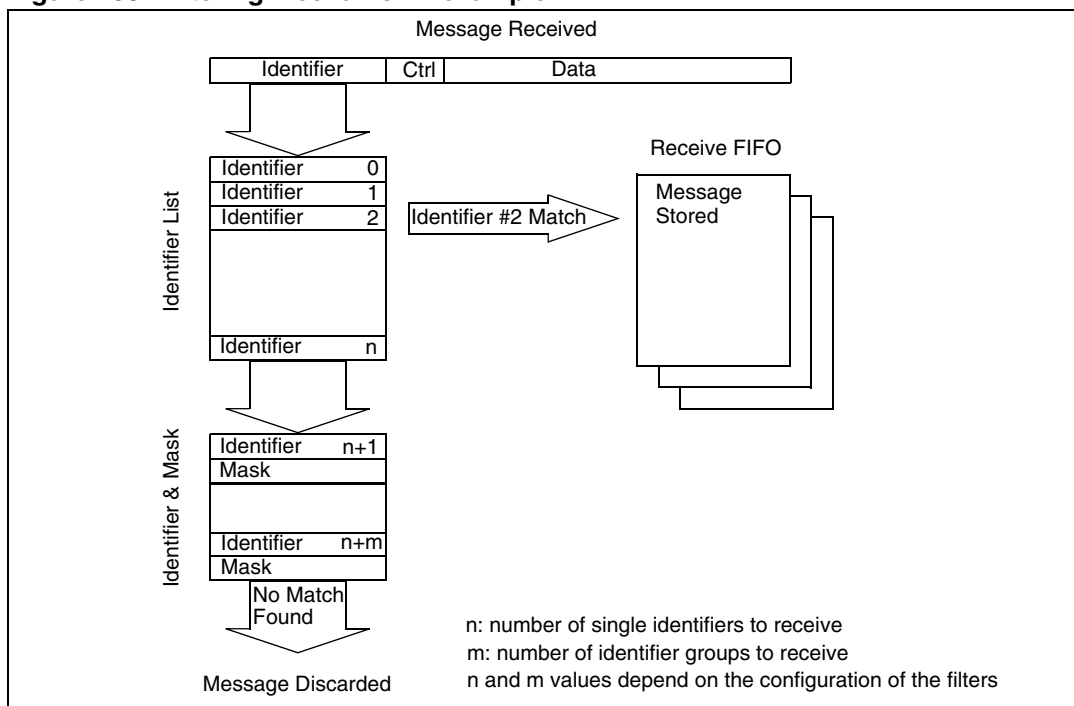 Message Received
Identifier Ctrl Data
Identifier List
Identifier 0
Identifier 1
Identifier 2
Identifier n
Identifier #2 Match
Receive FIFO
Message
Stored
Identifier & Mask
Identifier n+1
Mask
Identifier n+m
Mask
No Match
Found
Message Discarded
n: number of single identifiers to receive
m: number of identifier groups to receive
n and m values depend on the configuration of the filters